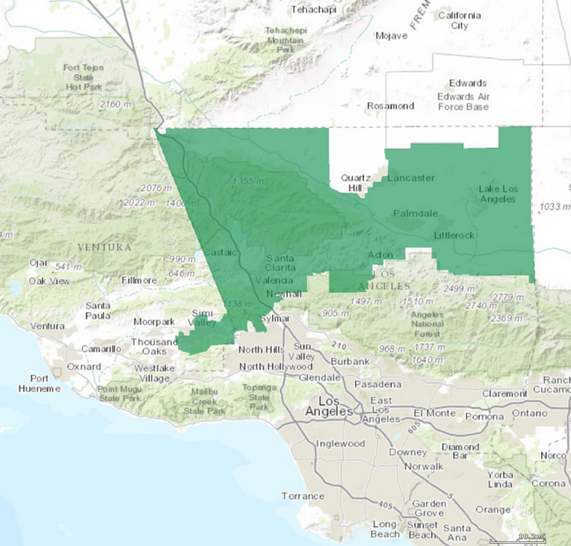 Tehachapi
California
City
FREM
Mojave
Tehachapi
Mountain
Park
Fort Tejon
State
Hist Park
2160 m
Edwards
Edwards Air
Force Base
Rosamond
1355 m
Quartz
Hill
Lancaster
2076 m
2022 m
Lake Los
Angeles
1033 m
Palmdale
Littlerock
VENTURA
Castaic
Acton
990 m
646 m
Santa
Clarita
Valencia
LOS
ANGELES
Ojai
541 m
Oak View
Fillmore
2499 m
2779 m
2740 m
2369 m
1138 m
Newhall
1497 m
1510 m
Santa
Paula
Simi
Valley
Sylmar
905 m
Angeles
National
Forest
Ventura
Moorpark
Thousand
Oaks
Camarillo
North Hills
Sun
Valley
210
968 m
1737 m
1640 m
Burbank
Oxnard
Westlake
Village
North Hollywood
Glendale
Pasadena
Ranch
Cucamo
Port
Hueneme
Point Mugu
State Park
Malibu
Creek
State Park
Topanga
State
Park
Claremont
Los
Angeles
East
Los
Angeles
El Monte
Pomona
Ontario
605
Inglewood
Downey
Diamond
Bar
Norco
Norwalk
Yorba
Linda
Corona
Torrance
405
5
Garden
Grove
Orange
Long
Beach
Sunset
Beach
Santa
Ana